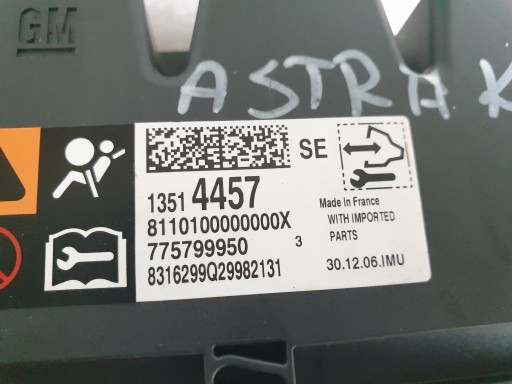 GM
ASTRA K
SE
1351 4457
8110100000000X
775799950 3
8316299Q29982131
Made In France
WITH IMPORTED
PARTS
30.12.06.IMU